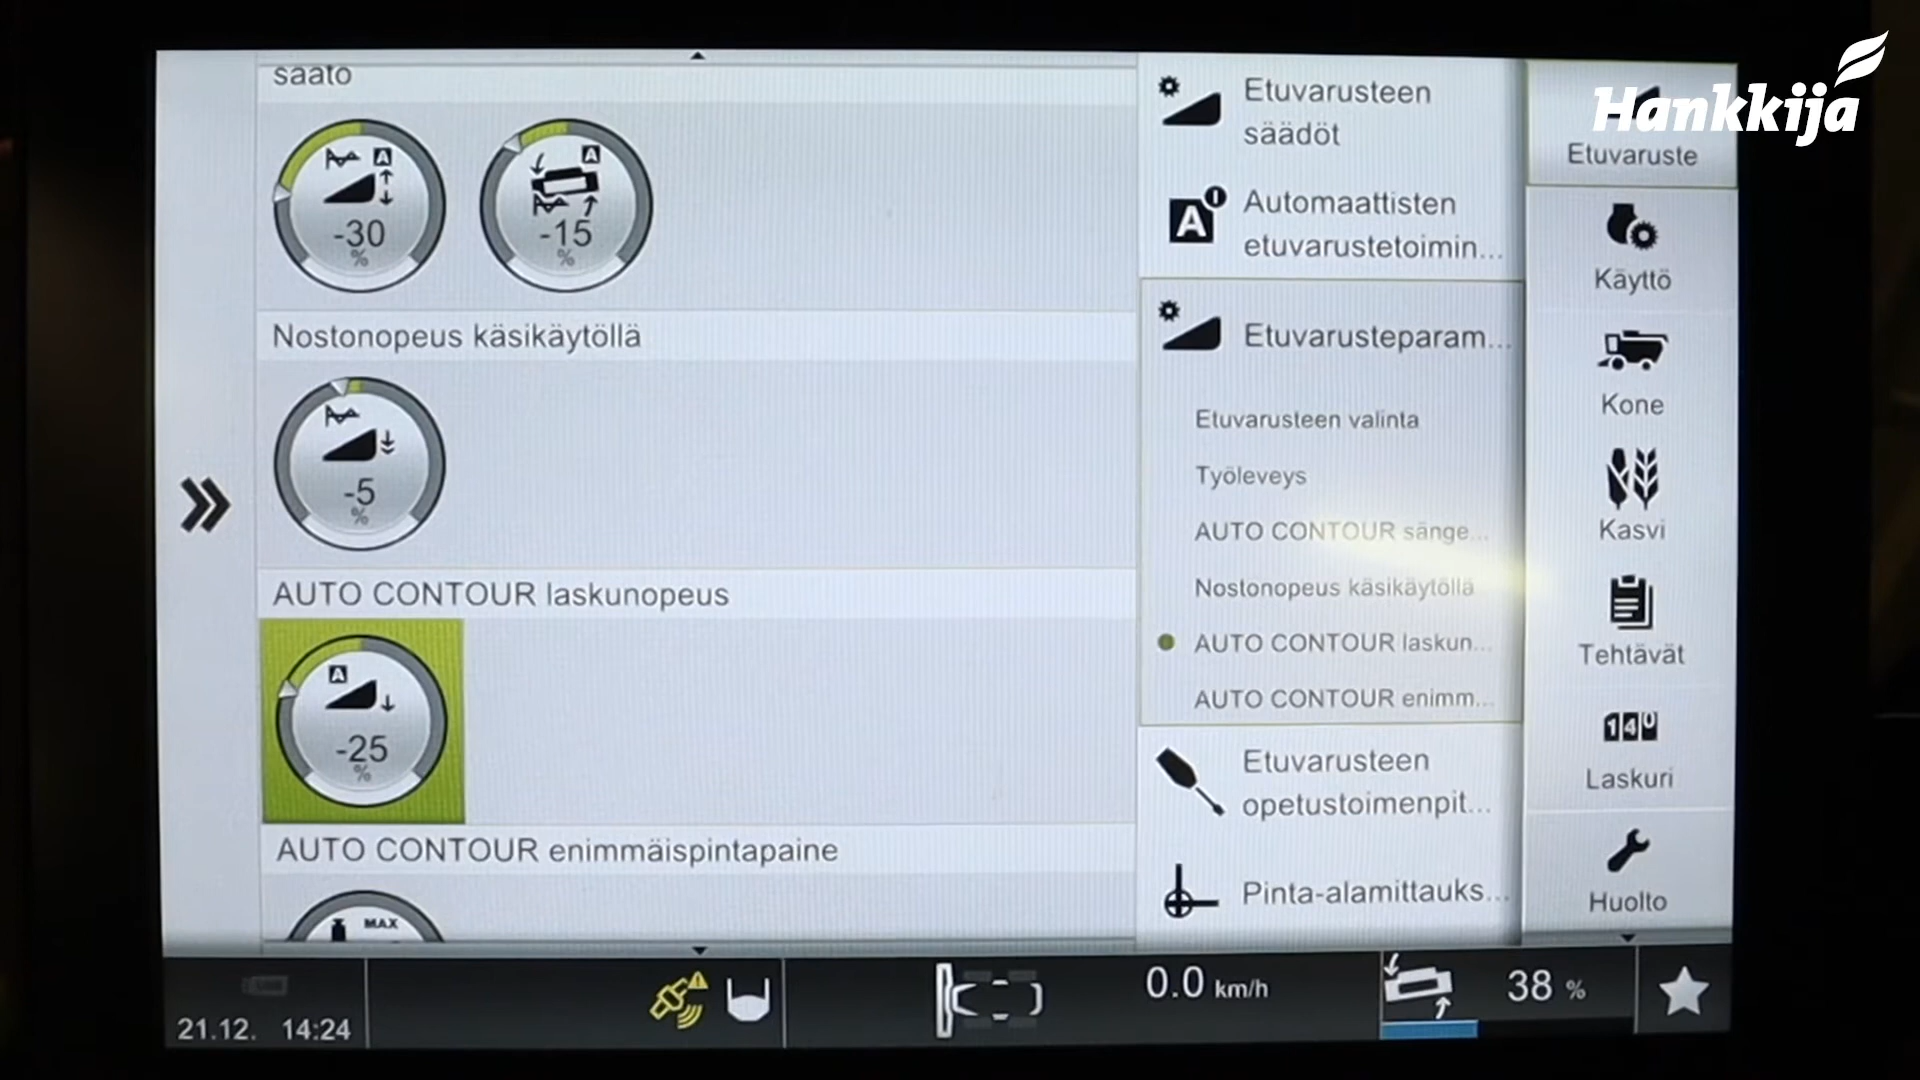 säätö
A
-30
%
A
-15
%
Nostonopeus käsikäytöllä
-5
%
AUTO CONTOUR laskunopeus
A
-25
%
AUTO CONTOUR enimmäispintapaine
MAX
Etuvarusteen
säädöt
A
Automaattisten
etuvarustetoimin...
Etuvarusteparam...
Etuvarusteen valinta
Työleveys
AUTO CONTOUR sänge...
Nostonopeus käsikäytöllä
AUTO CONTOUR laskun...
AUTO CONTOUR enimm...
Etuvarusteen
opetustoimenpit...
Pinta-alamittauks...
Hankkija
Etuvaruste
Käyttö
Kone
Kasvi
Tehtävät
140
Laskuri
Huolto
21.12. 14:24
0.0 km/h
38 %